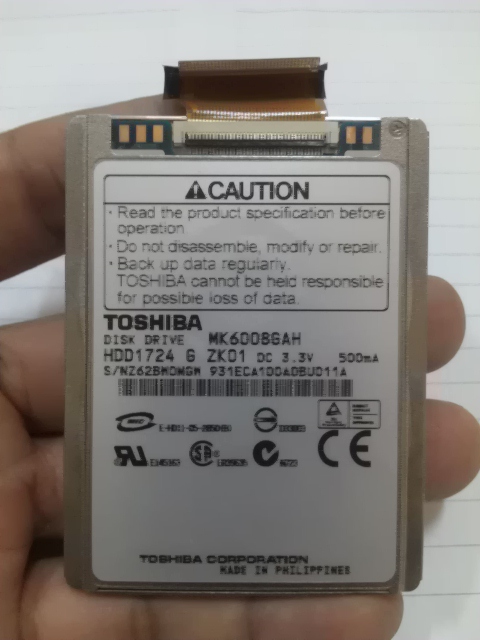 CAUTION
· Read the product specification before
operation
· Do not disassemble, modify or repair.
· Back up data regularly.
TOSHIBA cannot be held responsible
for possible loss of data.
TOSHIBA
DISK DRIVE MK6008GAH
HDD1724 G ZK01 DC 3.3V 500mA
931ECA100A0BU011A
CE
TOSHIBA CORPORATION
MADE IN PHILIPPINES